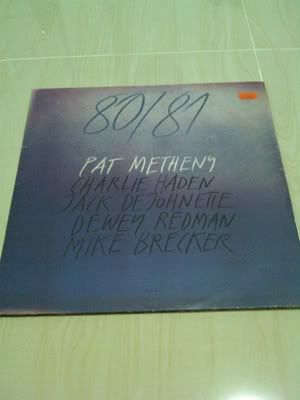 80/81
PAT METHENY
CHARLIE HADEN
JACK DEJOHNETTE
DEWEY REDMAN
MIKE BRECKER